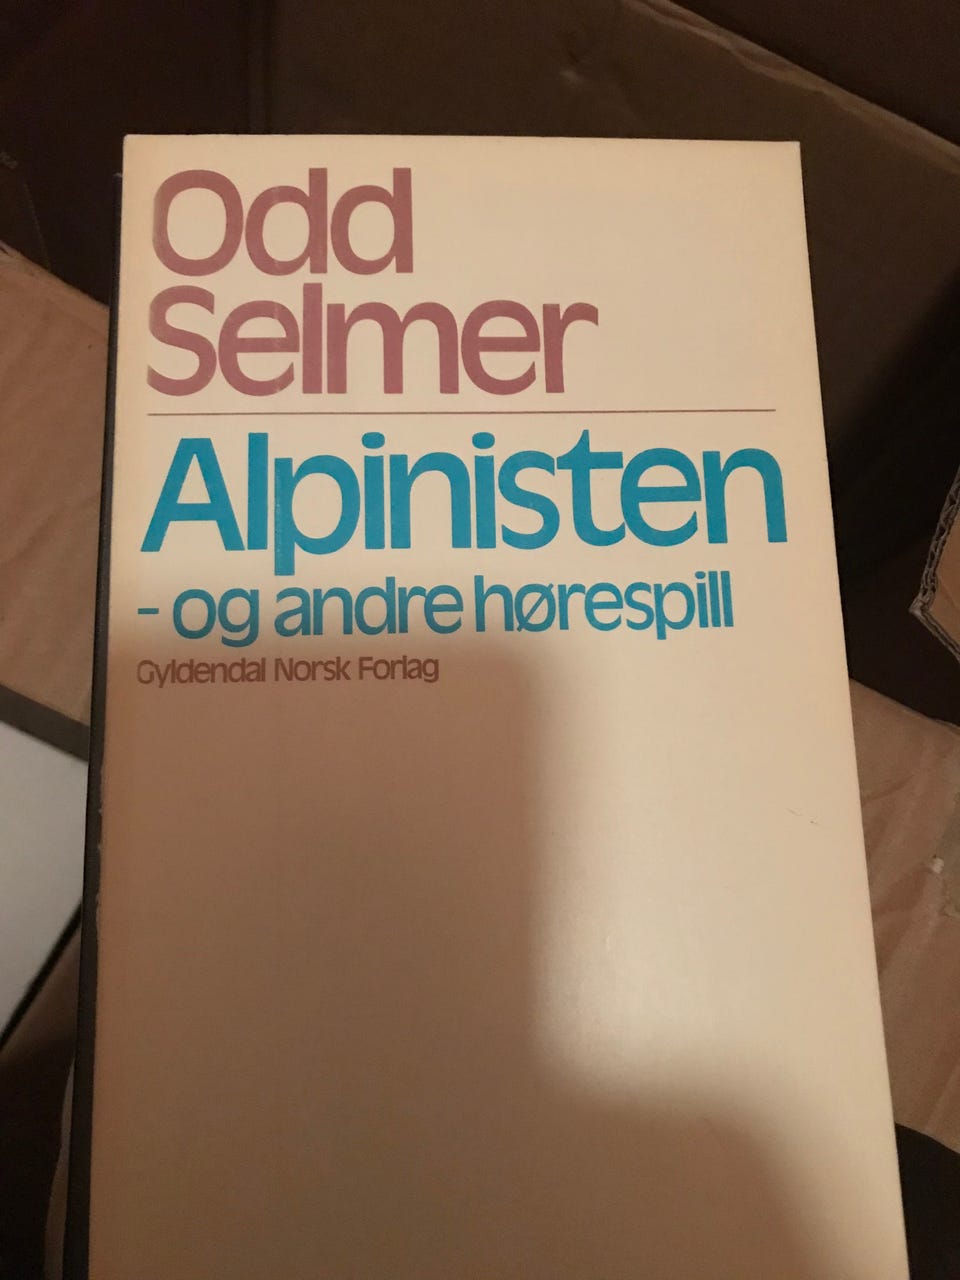 Odd
Selmer
Alpinisten
- og andre hørespill
Gyldendal Norsk Forlag